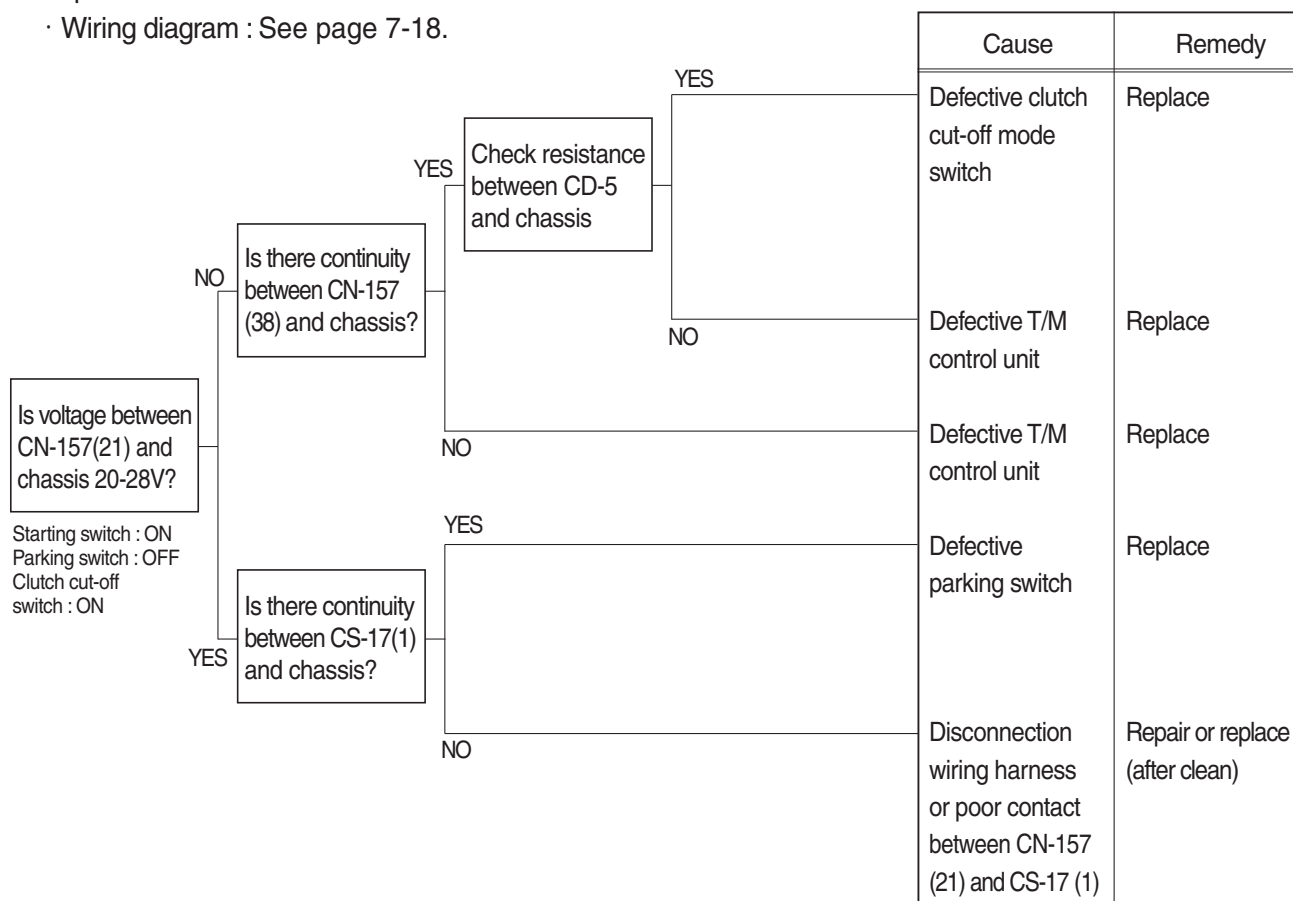 · Wiring diagram : See page 7-18.
Cause
Remedy
YES
Defective clutch
cut-off mode
switch
Replace
Check resistance
between CD-5
and chassis
YES
Is there continuity
between CN-157
(38) and chassis?
NO
NO
Defective T/M
control unit
Replace
Is voltage between
CN-157(21) and
chassis 20-28V?
NO
Defective T/M
control unit
Replace
Starting switch : ON
Parking switch : OFF
Clutch cut-off
switch : ON
YES
Defective
parking switch
Replace
Is there continuity
between CS-17(1)
and chassis?
YES
NO
Disconnection
wiring harness
or poor contact
between CN-157
(21) and CS-17 (1)
Repair or replace
(after clean)